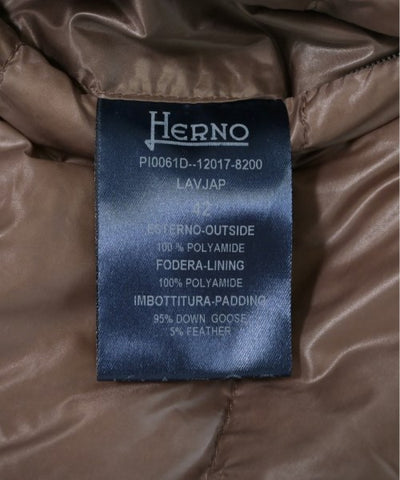 HERNO
PI0061D--12017-8200
LAVJAP
42
ESTERNO-OUTSIDE
100 % POLYAMIDE
FODERA-LINING
100% POLYAMIDE
IMBOTTITURA-PADDING
95% DOWN GOOSE
5% FEATHER